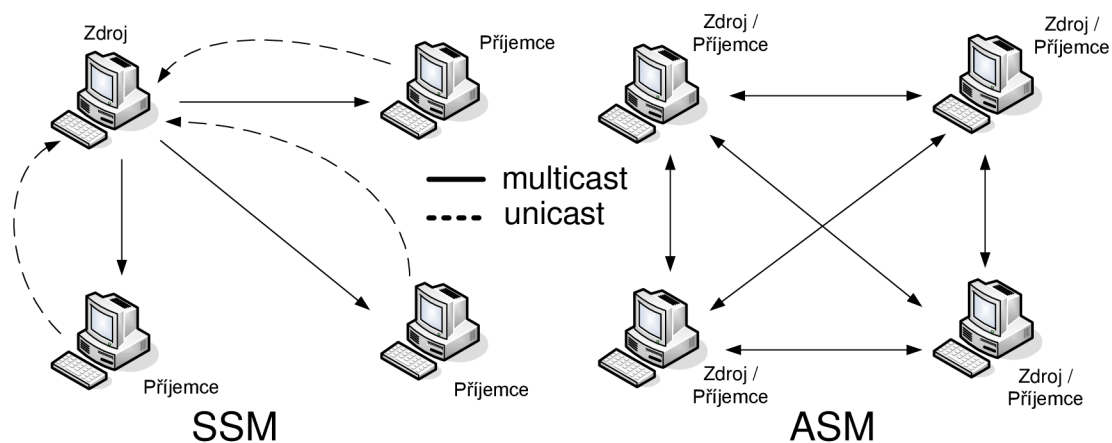 Zdroj
Příjemce
Příjemce
Příjemce
SSM
multicast
unicast
Zdroj /
Příjemce
Zdroj /
Příjemce
Zdroj /
Příjemce
Zdroj /
Příjemce
ASM